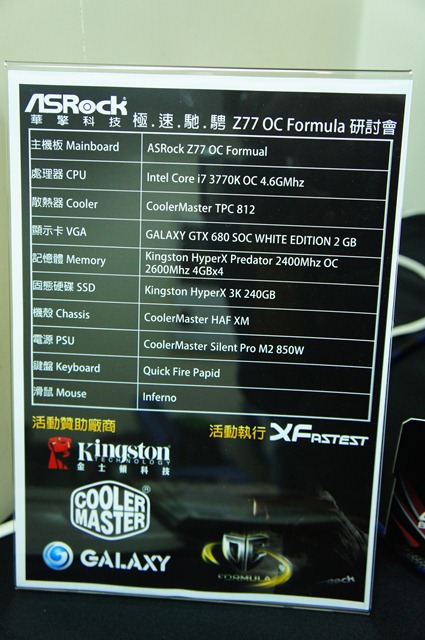 ASRock
華擎科技 極.速.馳.騁 Z77 OC Formula 研討會
主機板 Mainboard ASRock Z77 OC Formual
處理器 CPU Intel Core i7 3770K OC 4.6GMhz
散熱器 Cooler CoolerMaster TPC 812
顯示卡 VGA GALAXY GTX 680 SOC WHITE EDITION 2 GB
記憶體 Memory Kingston HyperX Predator 2400Mhz OC
2600Mhz 4GBx4
固態硬碟 SSD Kingston HyperX 3K 240GB
機殼 Chassis CoolerMaster HAF XM
電源 PSU CoolerMaster Silent Pro M2 850W
鍵盤 Keyboard Quick Fire Papid
滑鼠 Mouse Inferno
活動贊助廠商 活動執行 XFASTEST
Kingston
TECHNOLOGY
金士頓科技
COOLER
MASTER
®
GALAXY
OC
FORMULA